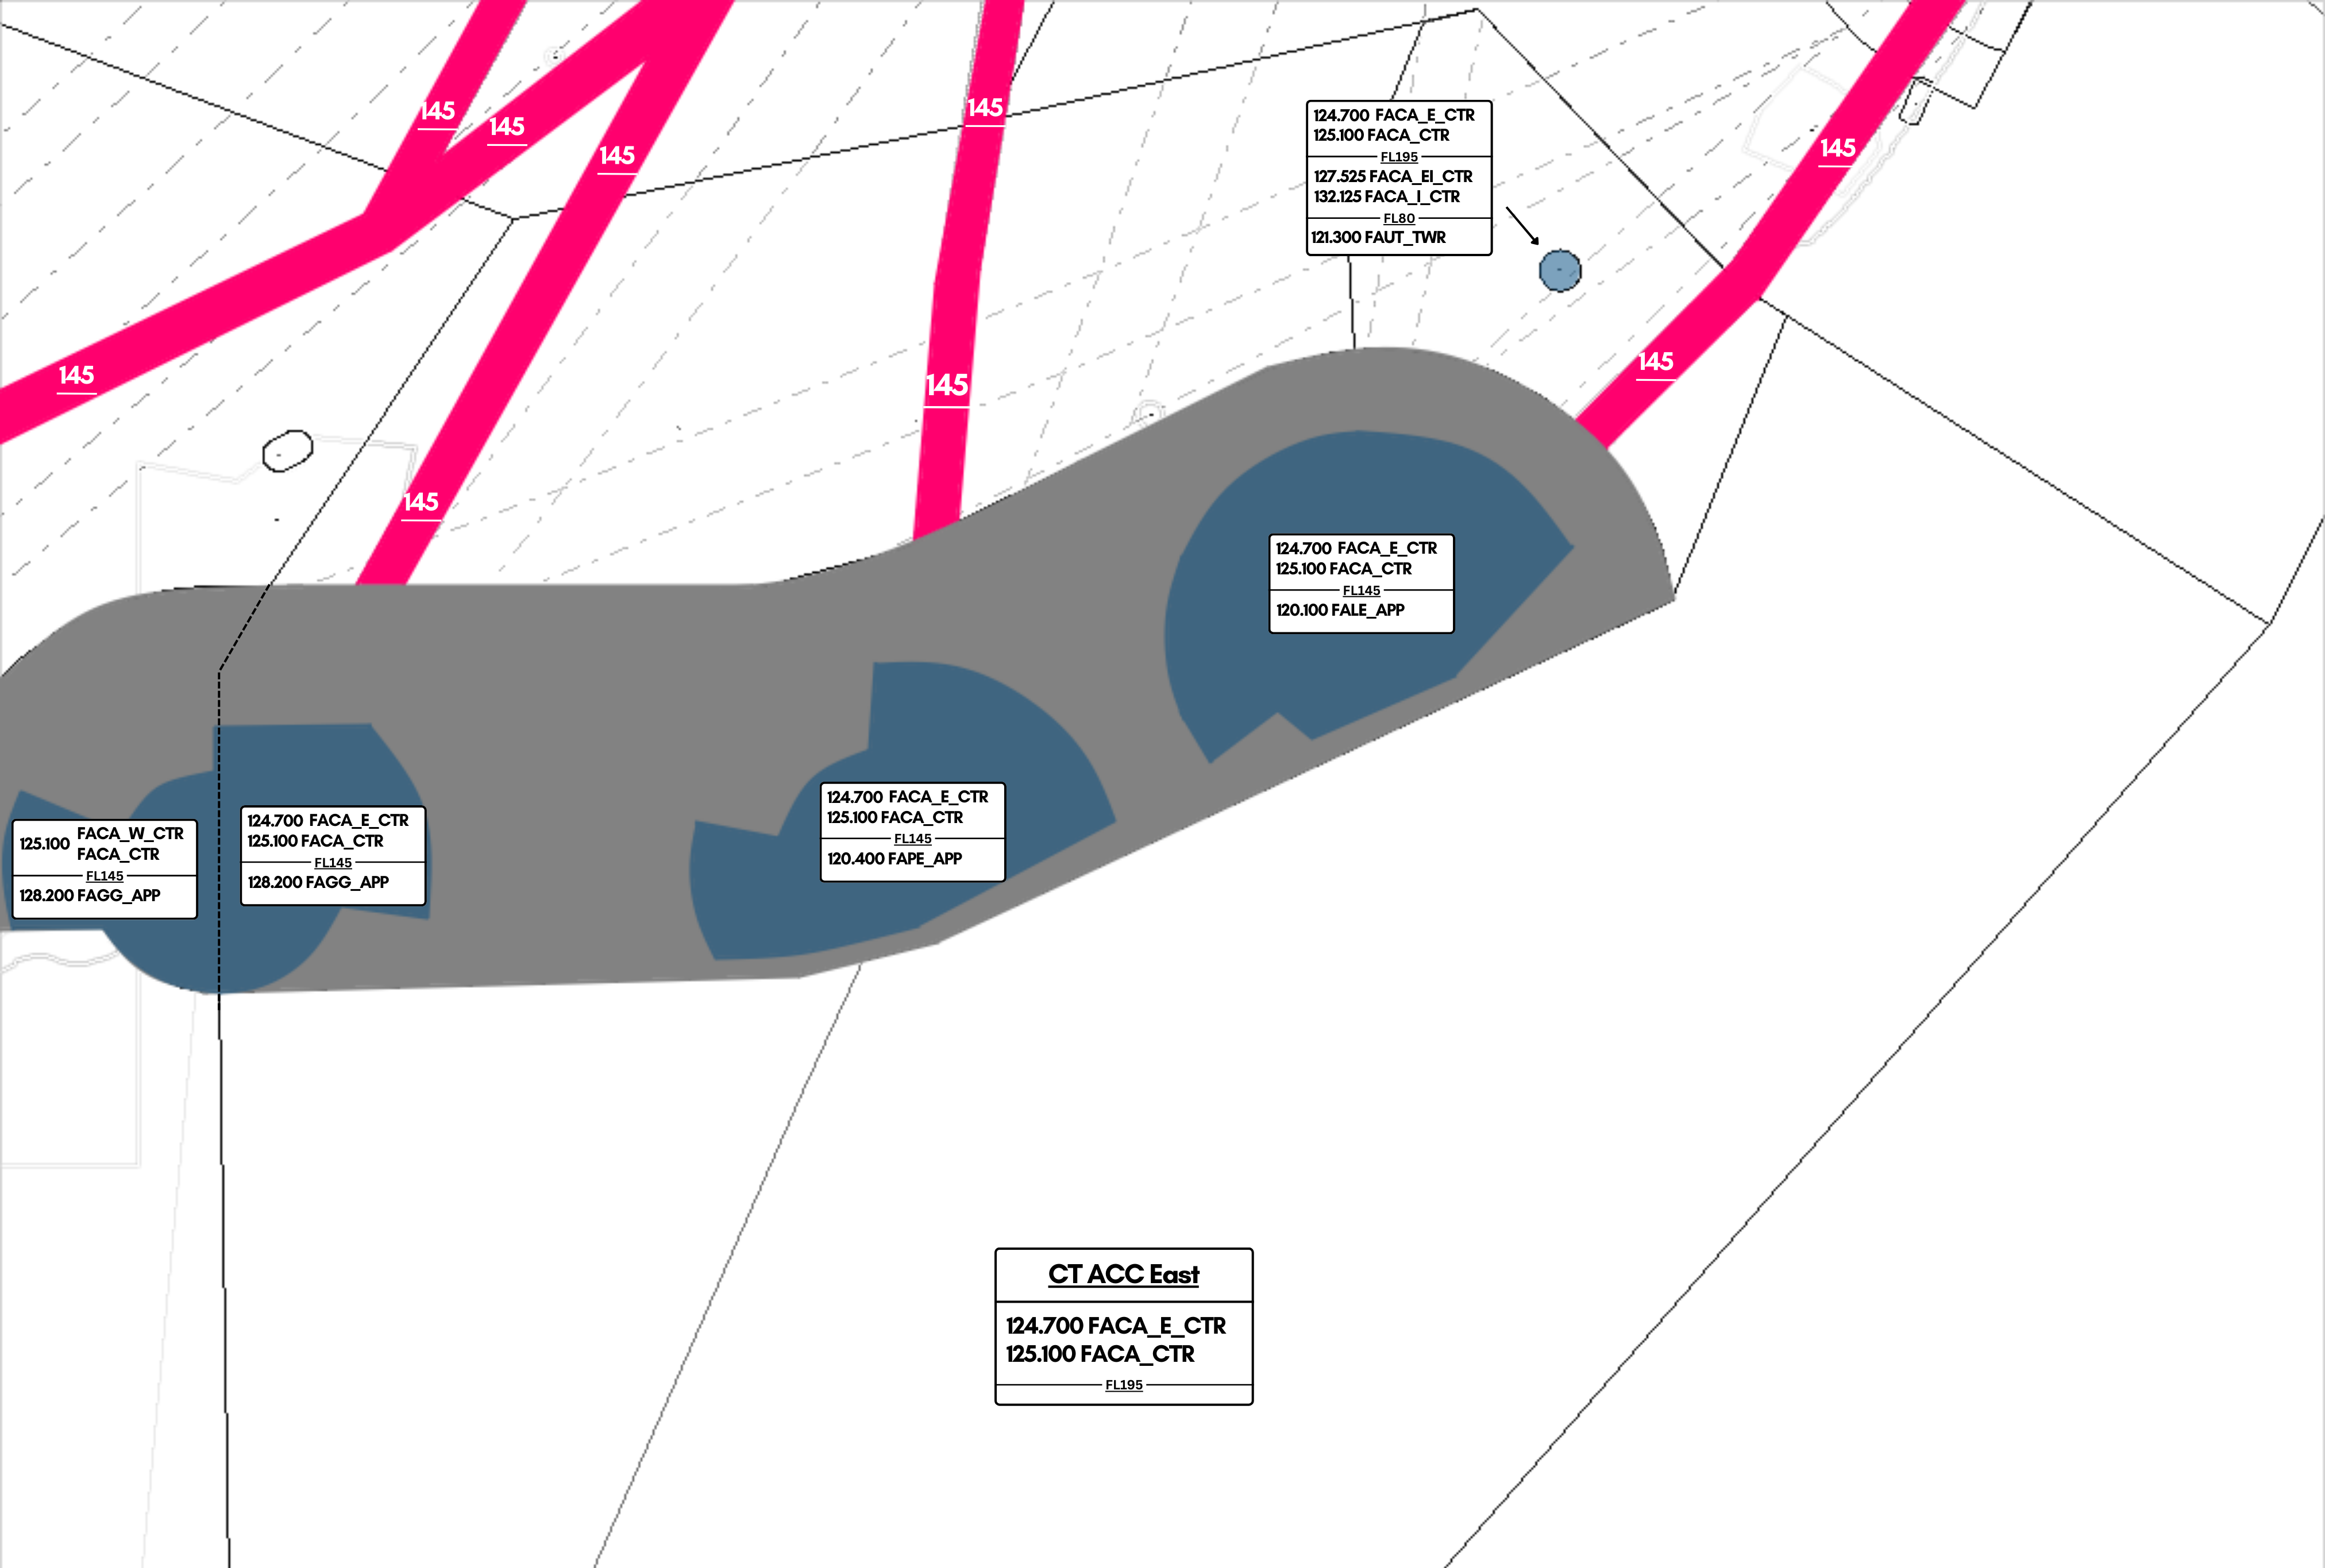 145
145
145
145
145
145
145
145
145
124.700 FACA_E_CTR
125.100 FACA_CTR
FL195
127.525 FACA_EI_CTR
132.125 FACA_I_CTR
FL80
121.300 FAUT_TWR
124.700 FACA_E_CTR
125.100 FACA_CTR
FL145
120.100 FALE_APP
124.700 FACA_E_CTR
125.100 FACA_CTR
FL145
120.400 FAPE_APP
124.700 FACA_E_CTR
125.100 FACA_CTR
FL145
128.200 FAGG_APP
125.100 FACA_W_CTR
FACA_CTR
FL145
128.200 FAGG_APP
CT ACC East
124.700 FACA_E_CTR
125.100 FACA_CTR
FL195